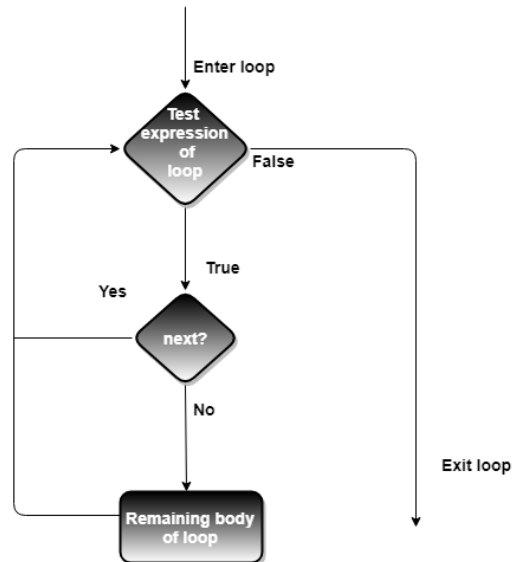 Enter loop
Test
expression
of
loop
False
True
Yes
next?
No
Exit loop
Remaining body
of loop